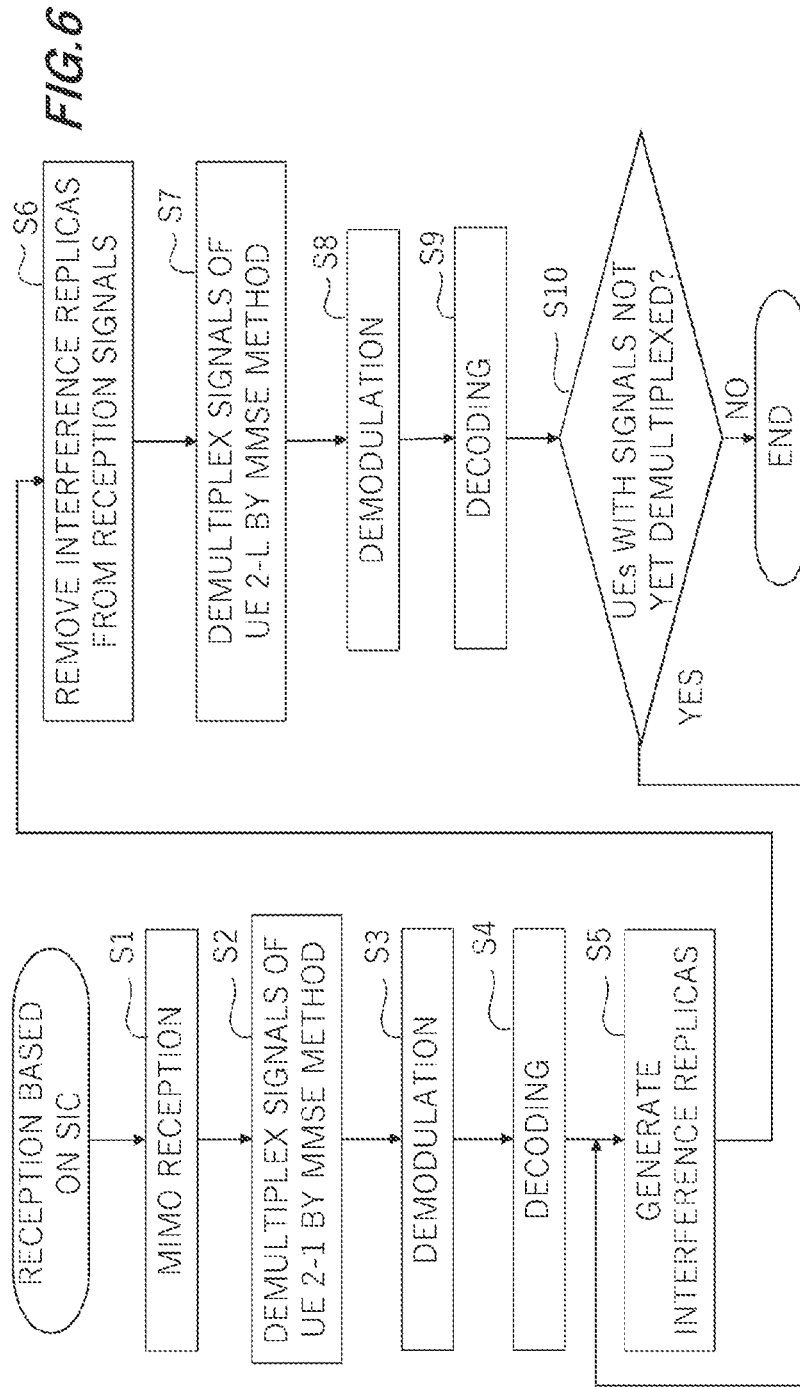 FIG.6
RECEPTION BASED
ON SIC
S1
MIMO RECEPTION
S2
DEMULTIPLEX SIGNALS OF
UE 2-1 BY MMSE METHOD
S3
DEMODULATION
S4
DECODING
S5
GENERATE
INTERFERENCE REPLICAS
S6
REMOVE INTERFERENCE REPLICAS
FROM RECEPTION SIGNALS
S7
DEMULTIPLEX SIGNALS OF
UE 2-L BY MMSE METHOD
S8
DEMODULATION
S9
DECODING
S10
UEs WITH SIGNALS NOT
YET DEMULTIPLEXED?
YES
NO
END